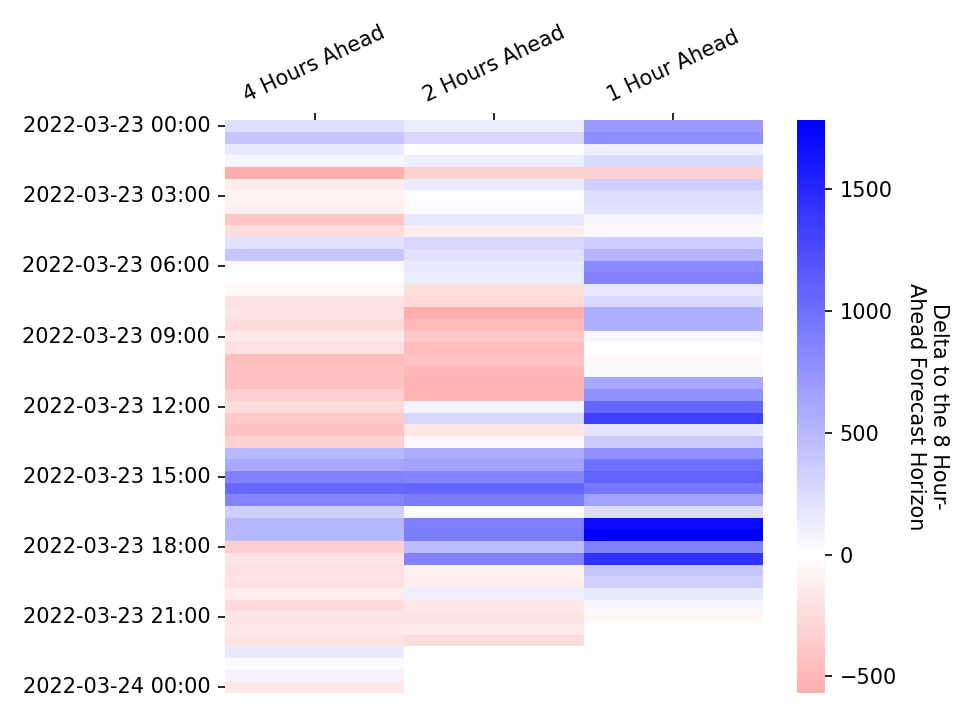 4 Hours Ahead
2 Hours Ahead
1 Hour Ahead
2022-03-23 00:00
2022-03-23 03:00
2022-03-23 06:00
2022-03-23 09:00
2022-03-23 12:00
2022-03-23 15:00
2022-03-23 18:00
2022-03-23 21:00
2022-03-24 00:00
1500
1000
500
0
−500
Delta to the 8 Hour-
Ahead Forecast Horizon